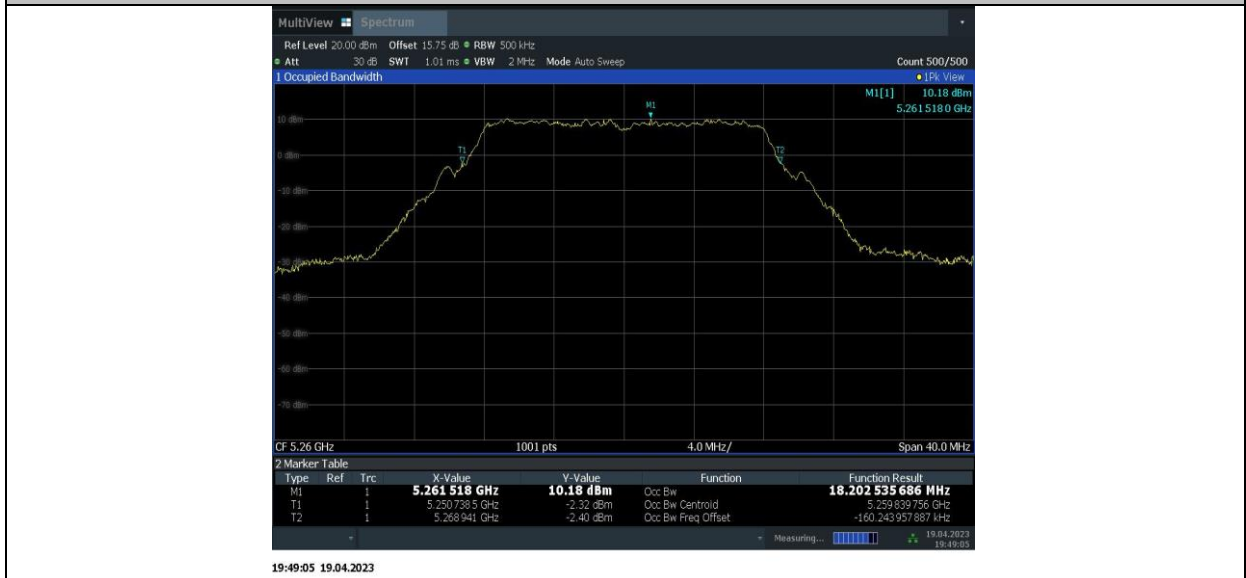 MultiView Spectrum
Ref Level 20.00 dBm Offset 15.75 dB RBW 500 kHz
Att 30 dB SWT 1.01 ms VBW 2 MHz Mode Auto Sweep Count 500/500
1 Occupied Bandwidth 1Pk View
M1[1] 10.18 dBm
5.261 518 0 GHz
M1
10 dBm
T1
T2
0 dBm
-10 dBm
-20 dBm
-30 dBm
-40 dBm
-50 dBm
-60 dBm
-70 dBm
CF 5.26 GHz 1001 pts 4.0 MHz/ Span 40.0 MHz
2 Marker Table
Type Ref Trc X-Value Y-Value Function Function Result
M1 1 5.261 518 GHz 10.18 dBm Occ Bw 18.202 535 686 MHz
T1 1 5.250 738 5 GHz -2.32 dBm Occ Bw Centroid 5.259 839 756 GHz
T2 1 5.268 941 GHz -2.40 dBm Occ Bw Freq Offset -160.243 957 887 kHz
Measuring... 19.04.2023
19:49:05
19:49:05 19.04.2023